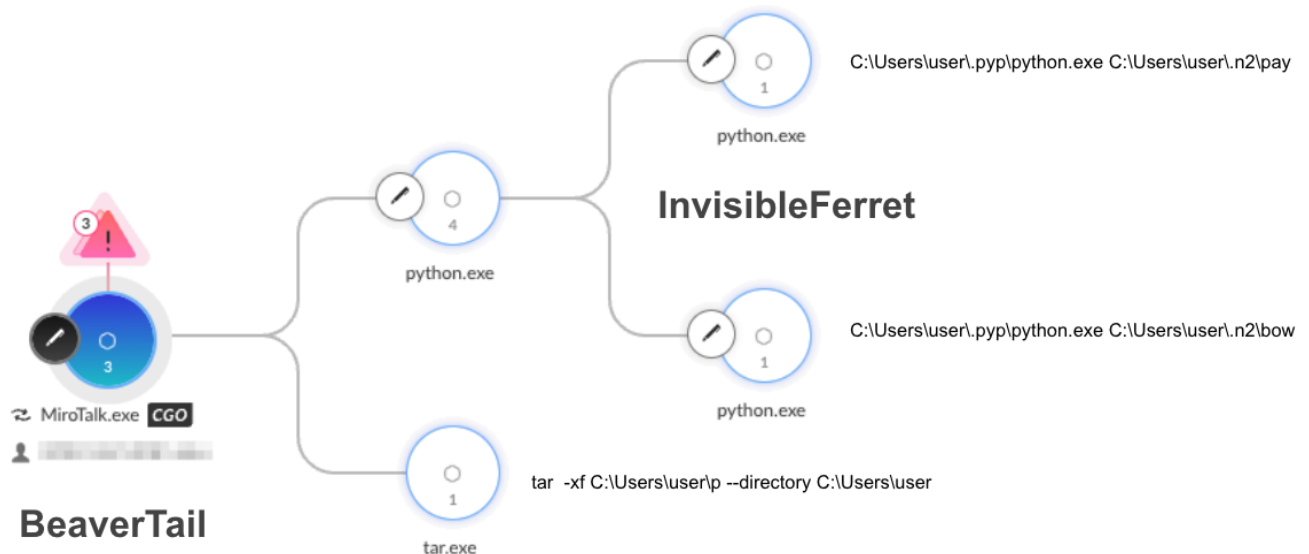 1
C:\Users\user\.pyp\python.exe C:\Users\user\.n2\pay
python.exe
3
!
4
InvisibleFerret
python.exe
1
C:\Users\user\.pyp\python.exe C:\Users\user\.n2\bow
3
python.exe
MiroTalk.exe CGO
1
tar -xf C:\Users\user\p --directory C:\Users\user
BeaverTail
tar.exe